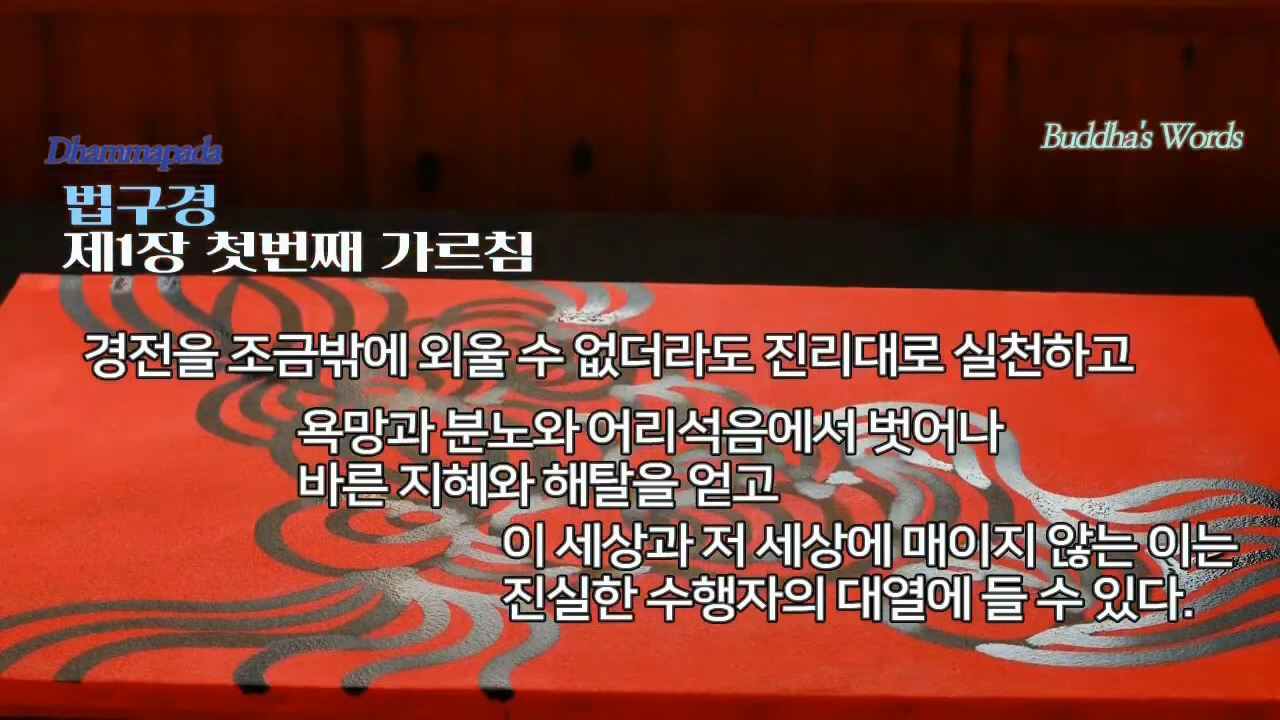 Dhammapada
Buddha's Words
법구경
제1장 첫번째 가르침
경전을 조금밖에 외울 수 없더라도 진리대로 실천하고
욕망과 분노와 어리석음에서 벗어나
바른 지혜와 해탈을 얻고
이 세상과 저 세상에 매이지 않는 이는
진실한 수행자의 대열에 들 수 있다.